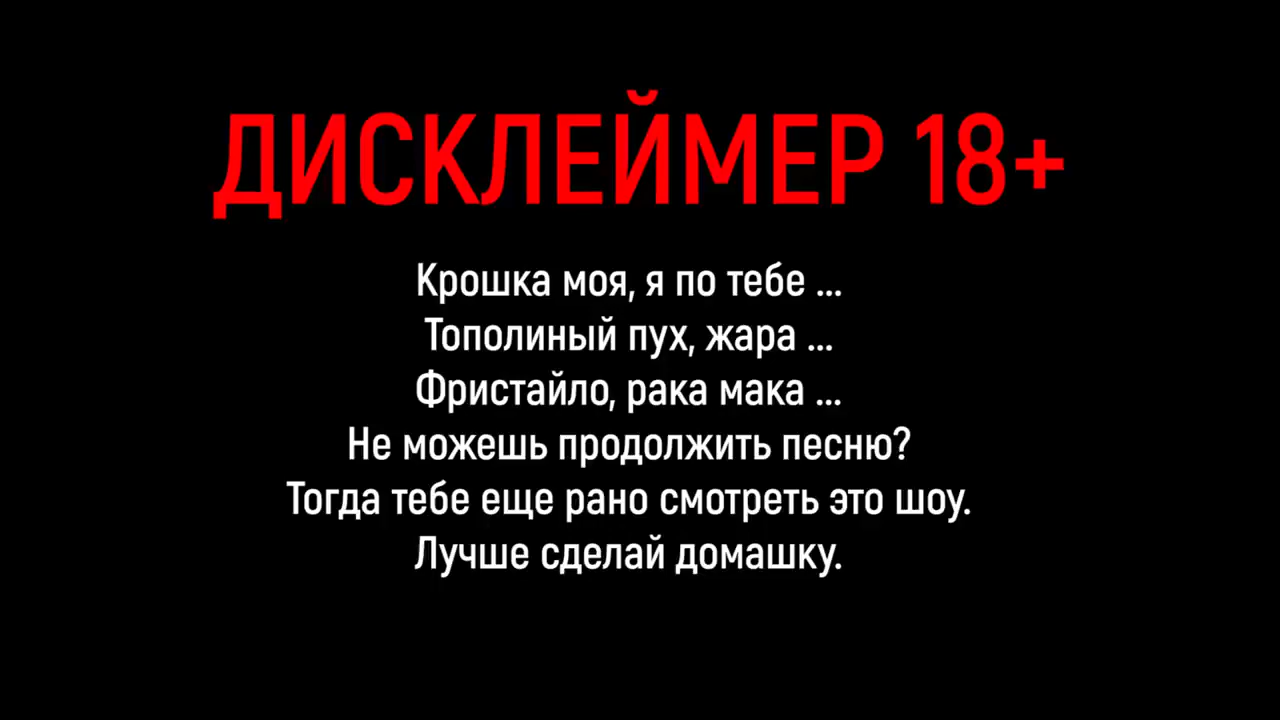 ДИСКЛЕЙМЕР 18+
Крошка моя, я по тебе ...
Тополиный пух, жара ...
Фристайло, рака мака ...
Не можешь продолжить песню?
Тогда тебе еще рано смотреть это шоу.
Лучше сделай домашку.